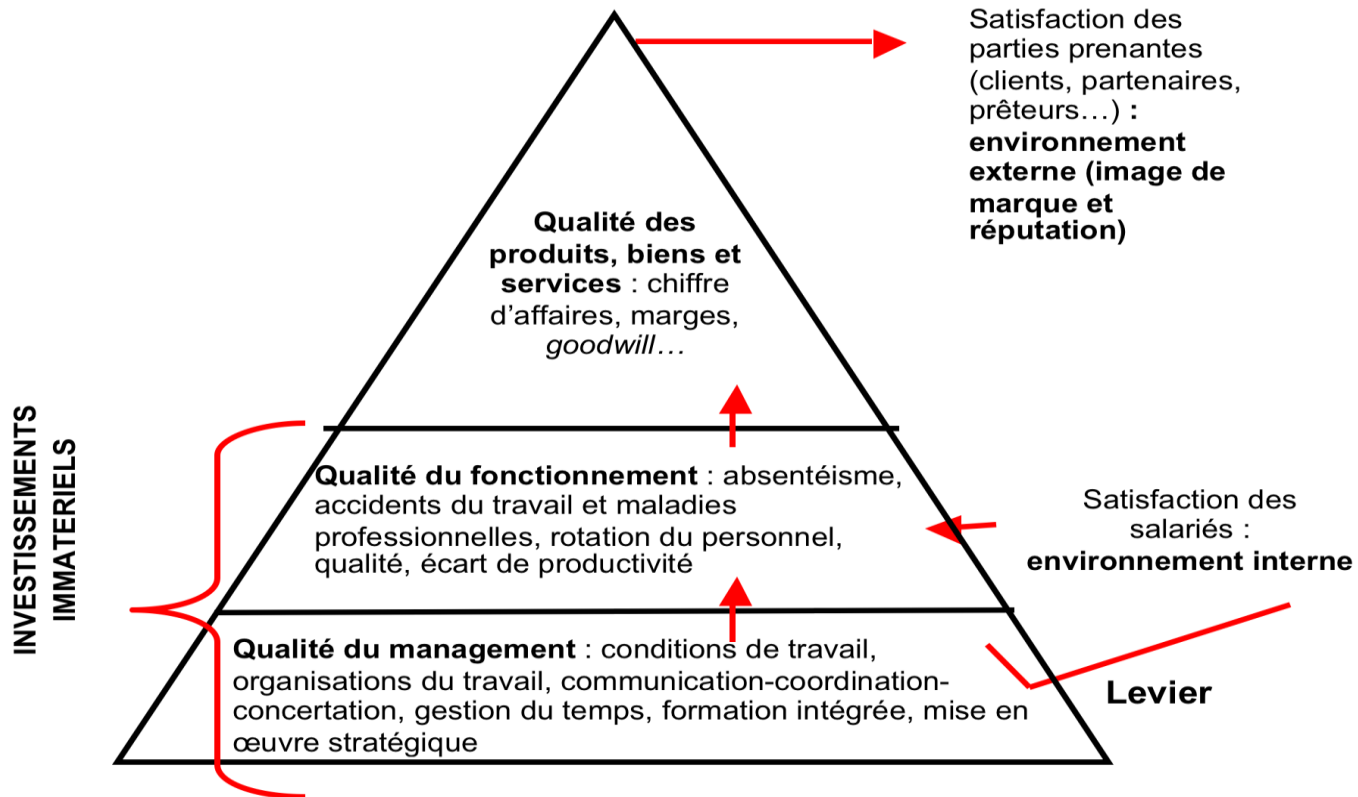 Satisfaction des
parties prenantes
(clients, partenaires,
prêteurs…) :
environnement
externe (image de
marque et
réputation)
Qualité des
produits, biens et
services : chiffre
d’affaires, marges,
goodwill…
INVESTISSEMENTS
IMMATERIELS
Qualité du fonctionnement : absentéisme,
accidents du travail et maladies
professionnelles, rotation du personnel,
qualité, écart de productivité
Satisfaction des
salariés :
environnement interne
Qualité du management : conditions de travail,
organisations du travail, communication-coordination-
concertation, gestion du temps, formation intégrée, mise en
œuvre stratégique
Levier